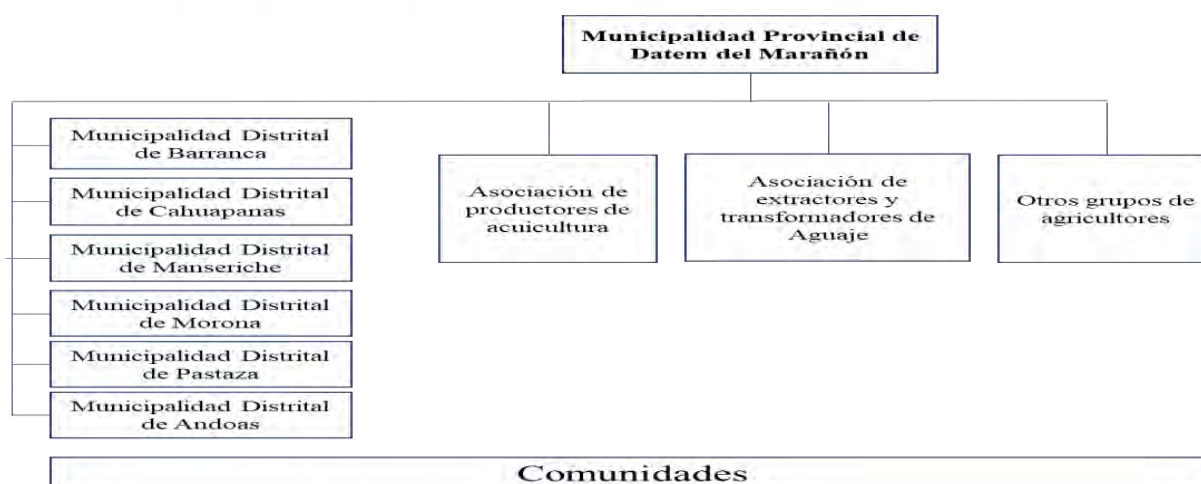 Municipalidad Provincial de
Datem del Marañón
Municipalidad Distrital
de Barranca
Municipalidad Distrital
de Cahuapanas
Municipalidad Distrital
de Manseriche
Municipalidad Distrital
de Morona
Municipalidad Distrital
de Pastaza
Municipalidad Distrital
de Andoas
Asociación de
productores de
acuicultura
Asociación de
extractores y
transformadores de
Aguaje
Otros grupos de
agricultores
Comunidades